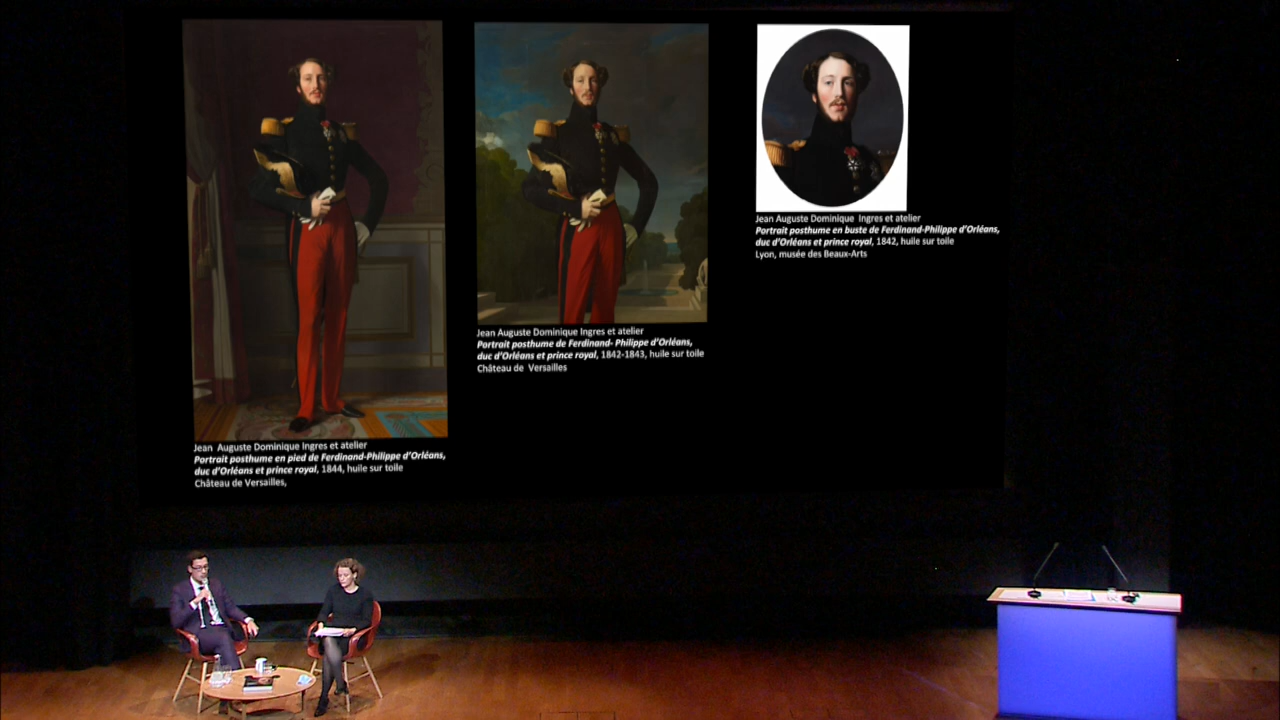 Jean Auguste Dominique Ingres et atelier
Portrait posthume en pied de Ferdinand-Philippe d'Orléans,
duc d'Orléans et prince royal, 1844, huile sur toile
Château de Versailles,
Jean Auguste Dominique Ingres et atelier
Portrait posthume de Ferdinand- Philippe d'Orléans,
duc d'Orléans et prince royal, 1842-1843, huile sur toile
Château de Versailles
Jean Auguste Dominique Ingres et atelier
Portrait posthume en buste de Ferdinand-Philippe d'Orléans,
duc d'Orléans et prince royal, 1842, huile sur toile
Lyon, musée des Beaux-Arts